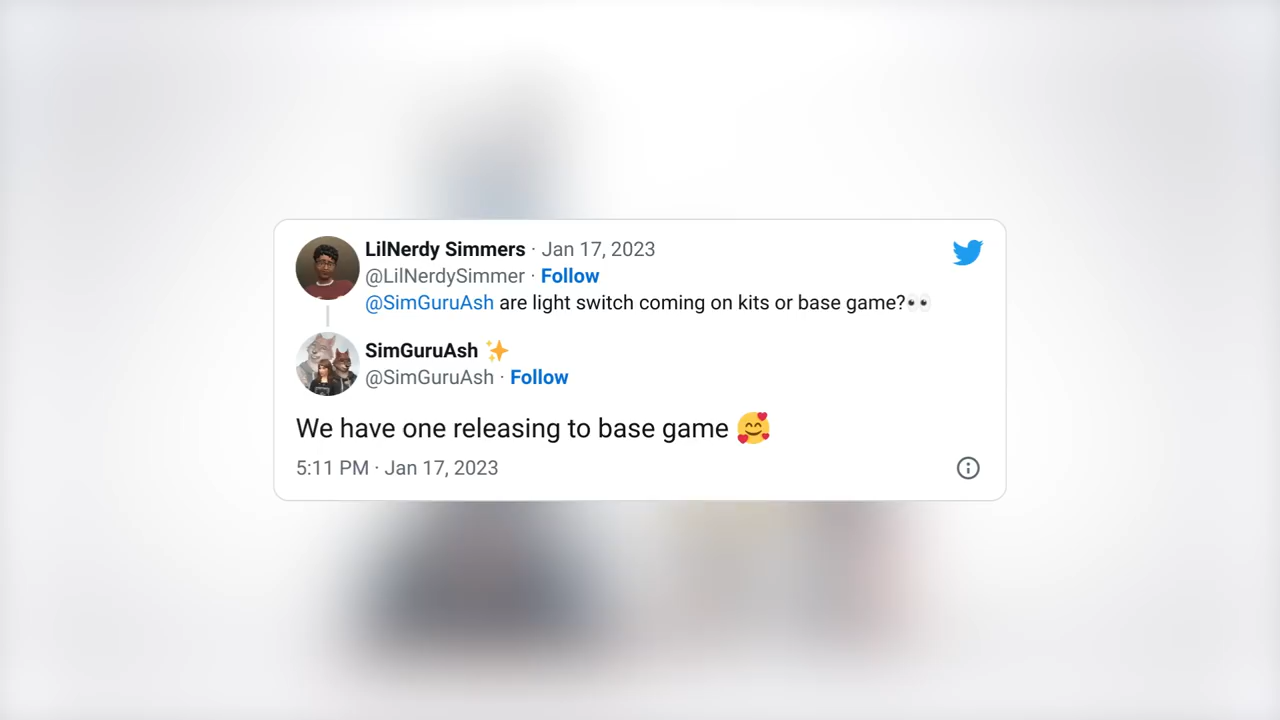 LilNerdy Simmers · Jan 17, 2023
@LilNerdySimmer · Follow
@SimGuruAsh are light switch coming on kits or base game?👀
SimGuruAsh ✨
@SimGuruAsh · Follow
We have one releasing to base game 🥰
5:11 PM · Jan 17, 2023